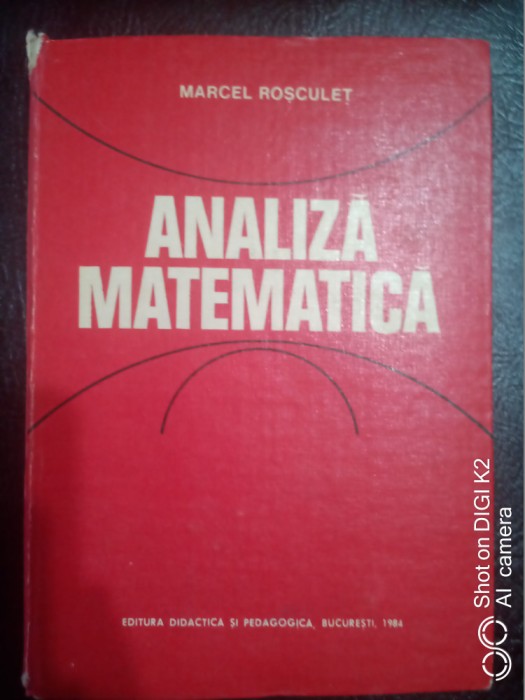 MARCEL ROȘCULEȚ
ANALIZĂ
MATEMATICĂ
EDITURA DIDACTICĂ ȘI PEDAGOGICĂ, BUCUREȘTI, 1984
Shot on DIGI K2
AI camera